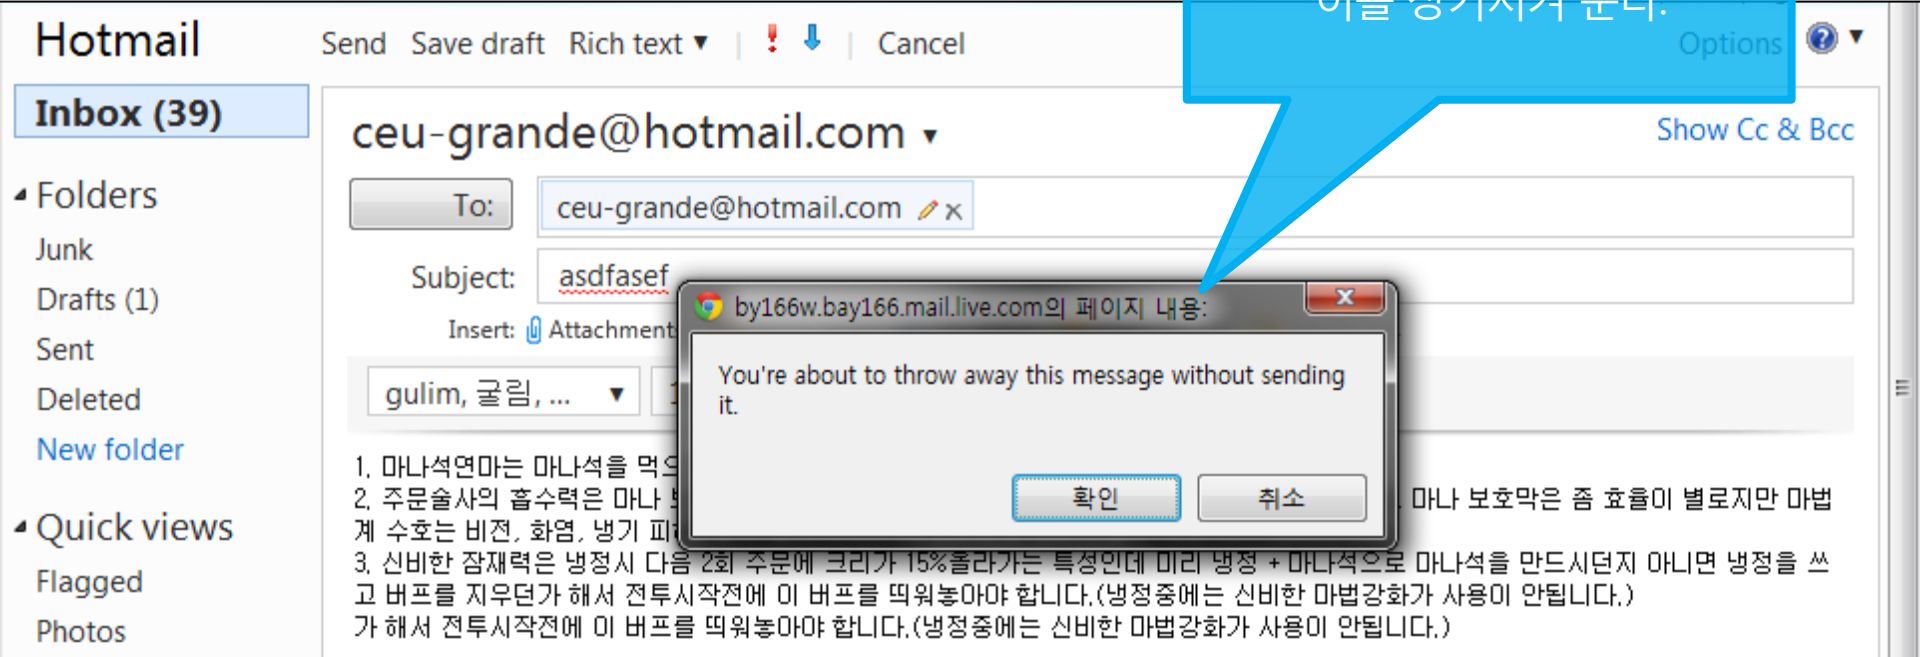 이를 상기시켜 준다.
Hotmail
Send Save draft Rich text Cancel
Options
Inbox (39)
ceu-grande@hotmail.com
Show Cc & Bcc
Folders
To: ceu-grande@hotmail.com
Junk
Subject: asdfasef
Drafts (1)
by166w.bay166.mail.live.com의 페이지 내용:
Insert: Attachment
Sent
You're about to throw away this message without sending
it.
gulim, 굴림, ...
Deleted
New folder
확인 취소
1. 마나석연마는 마나석을 먹으
2. 주문술사의 흡수력은 마나 마나 보호막은 좀 효율이 별로지만 마법
계 수호는 비전, 화염, 냉기 피
3. 신비한 잠재력은 냉정시 다음 2회 주문에 크리가 15%올라가는 특성인데 미리 냉정 + 마나석으로 마나석을 만드시던지 아니면 냉정을 쓰
고 버프를 지우던가 해서 전투시작전에 이 버프를 띄워놓아야 합니다.(냉정중에는 신비한 마법강화가 사용이 안됩니다.)
가 해서 전투시작전에 이 버프를 띄워놓아야 합니다.(냉정중에는 신비한 마법강화가 사용이 안됩니다.)
Quick views
Flagged
Photos